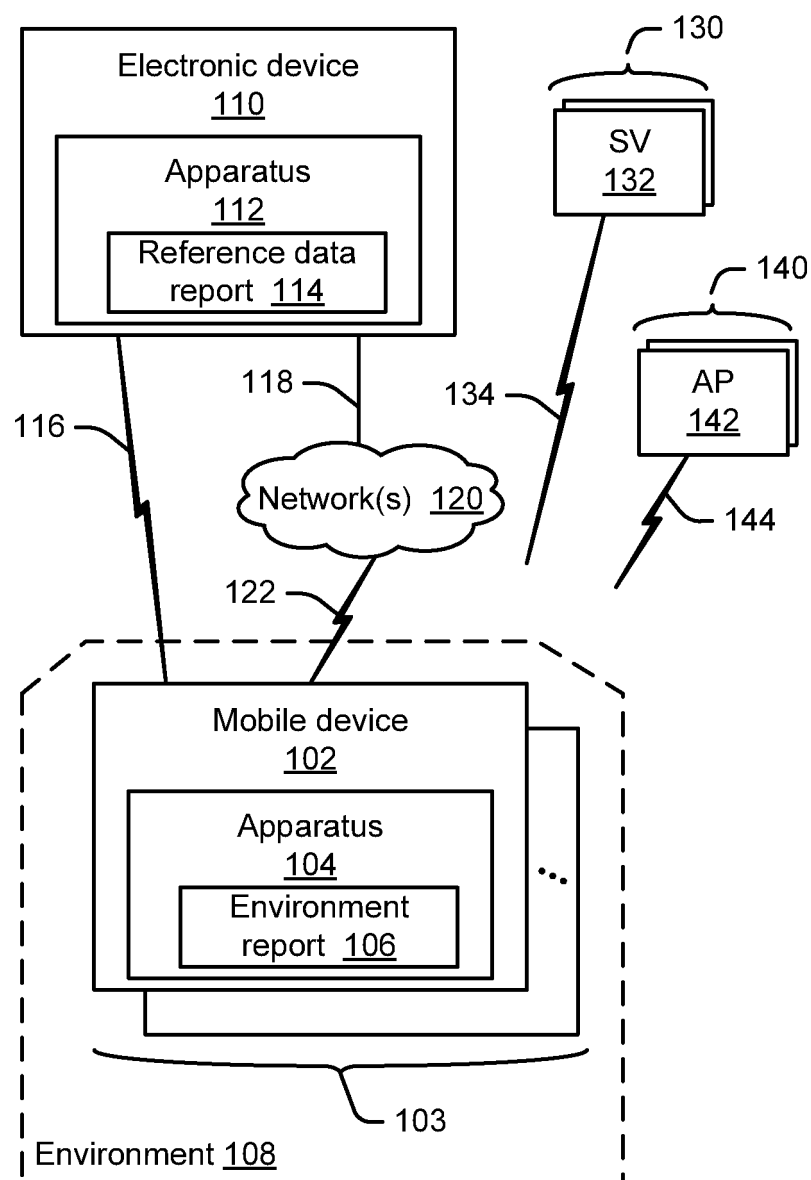 Electronic device
110
Apparatus
112
Reference data
report 114
130
SV
132
140
AP
142
116
118
134
144
Network(s) 120
122
Mobile device
102
Apparatus
104
Environment
report 106
...
103
Environment 108